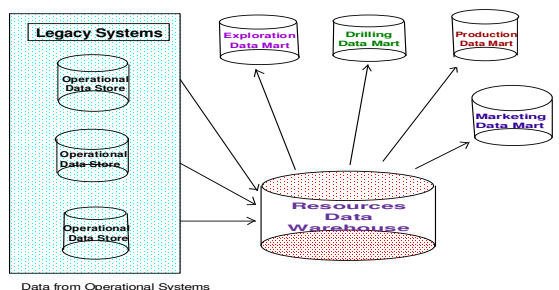 Legacy Systems
Operational
Data Store
Operational
Data Store
Operational
Data Store
Exploration
Data Mart
Drilling
Data Mart
Production
Data Mart
Marketing
Data Mart
Resources
Data
Warehouse
Data from Operational Systems